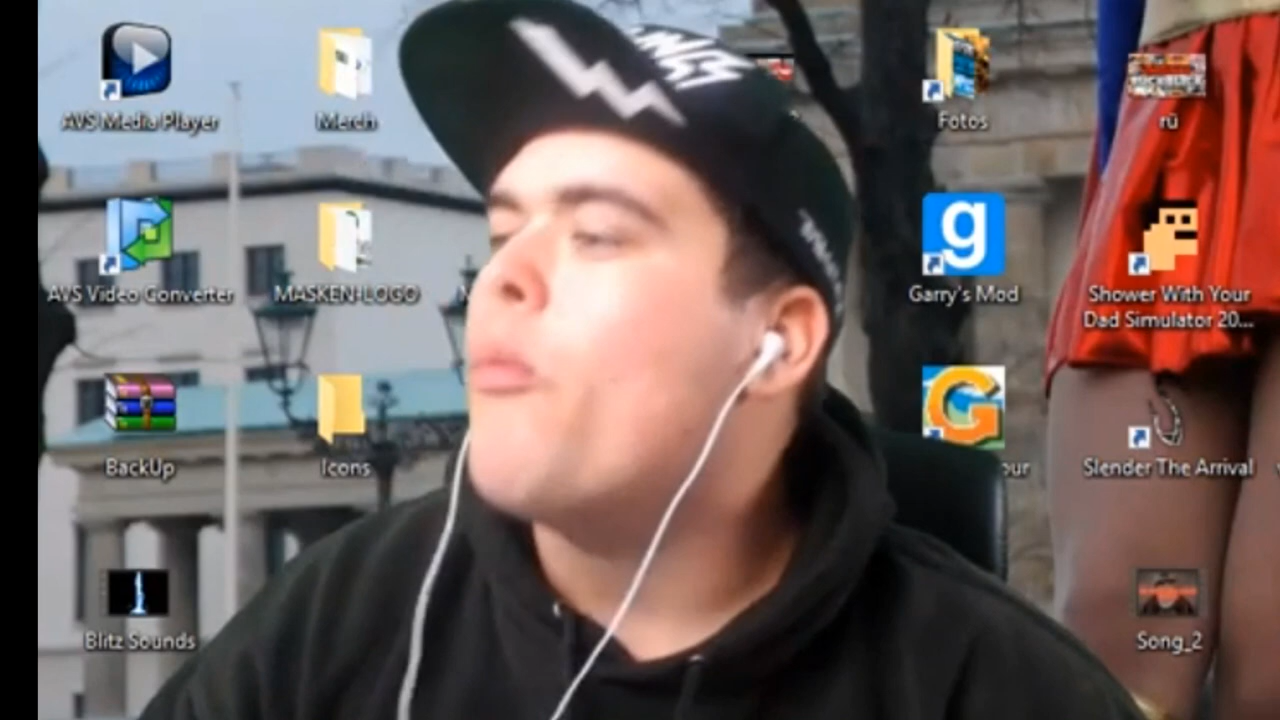 AVS Media Player
Merch
Fotos
rü
AVS Video Converter
MASKEN-LOGO
Garry's Mod
Shower With Your
Dad Simulator 20...
BackUp
Icons
our
Slender The Arrival
Blitz Sounds
Song_2